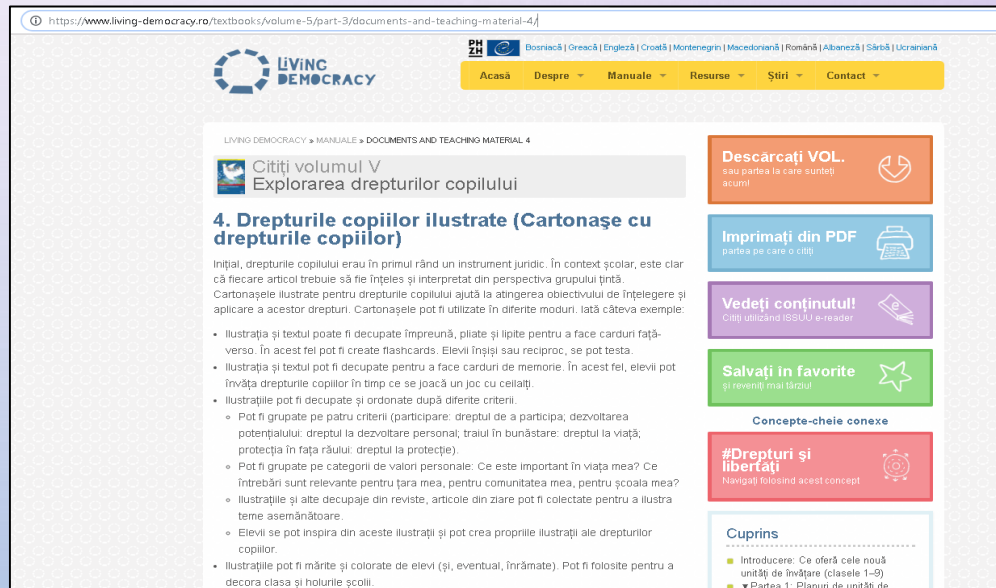 https://www.living-democracy.ro/textbooks/volume-5/part-3/documents-and-teaching-material-4/
PH
ZH
Bosniacă | Greacă | Engleză | Croată | Montenegrin | Macedoniană | Română | Albaneză | Sârbă | Ucrainiană
LiViNG
DEMOCRACY
Acasă Despre Manuale Resurse Știri Contact
LIVING DEMOCRACY » MANUALE » DOCUMENTS AND TEACHING MATERIAL 4
Citiți volumul V
Explorarea drepturilor copilului
4. Drepturile copiilor ilustrate (Cartonașe cu
drepturile copiilor)
Inițial, drepturile copilului erau în primul rând un instrument juridic. În context școlar, este clar
că fiecare articol trebuie să fie înțeles și interpretat din perspectiva grupului țintă.
Cartonașele ilustrate pentru drepturile copilului ajută la atingerea obiectivului de înțelegere și
aplicare a acestor drepturi. Cartonașele pot fi utilizate în diferite moduri. Iată câteva exemple:
Ilustrația și textul poate fi decupate împreună, pliate și lipite pentru a face carduri față-
verso. În acest fel pot fi create flashcards. Elevii înșiși sau reciproc, se pot testa.
Ilustrația și textul pot fi decupate pentru a face carduri de memorie. În acest fel, elevii pot
învăța drepturile copiilor în timp ce se joacă un joc cu ceilalți.
Ilustrațiile pot fi decupate și ordonate după diferite criterii.
Pot fi grupate pe patru criterii (participare: dreptul de a participa; dezvoltarea
potențialului: dreptul la dezvoltare personal; traiul în bunăstare: dreptul la viață;
protecția în fața răului: dreptul la protecție).
Pot fi grupate pe categorii de valori personale: Ce este important în viața mea? Ce
întrebări sunt relevante pentru țara mea, pentru comunitatea mea, pentru școala mea?
Ilustrațiile și alte decupaje din reviste, articole din ziare pot fi colectate pentru a ilustra
teme asemănătoare.
Elevii se pot inspira din aceste ilustrații și pot crea propriile ilustrații ale drepturilor
copiilor.
Ilustrațiile pot fi mărite și colorate de elevi (și, eventual, înrămate). Pot fi folosite pentru a
decora clasa și holurile școlii.
Descărcați VOL.
sau partea la care sunteți
acum!
Imprimați din PDF
partea pe care o citiți
Vedeți conținutul!
Citiți utilizând ISSUU e-reader
e
Salvați în favorite
și reveniți mai târziu!
Concepte-cheie conexe
#Drepturi și
libertăți
Navigați folosind acest concept
Cuprins
Introducere: Ce oferă cele nouă
unități de învățare (clasele 1–9)
▼Partea 1: Planuri de unități de